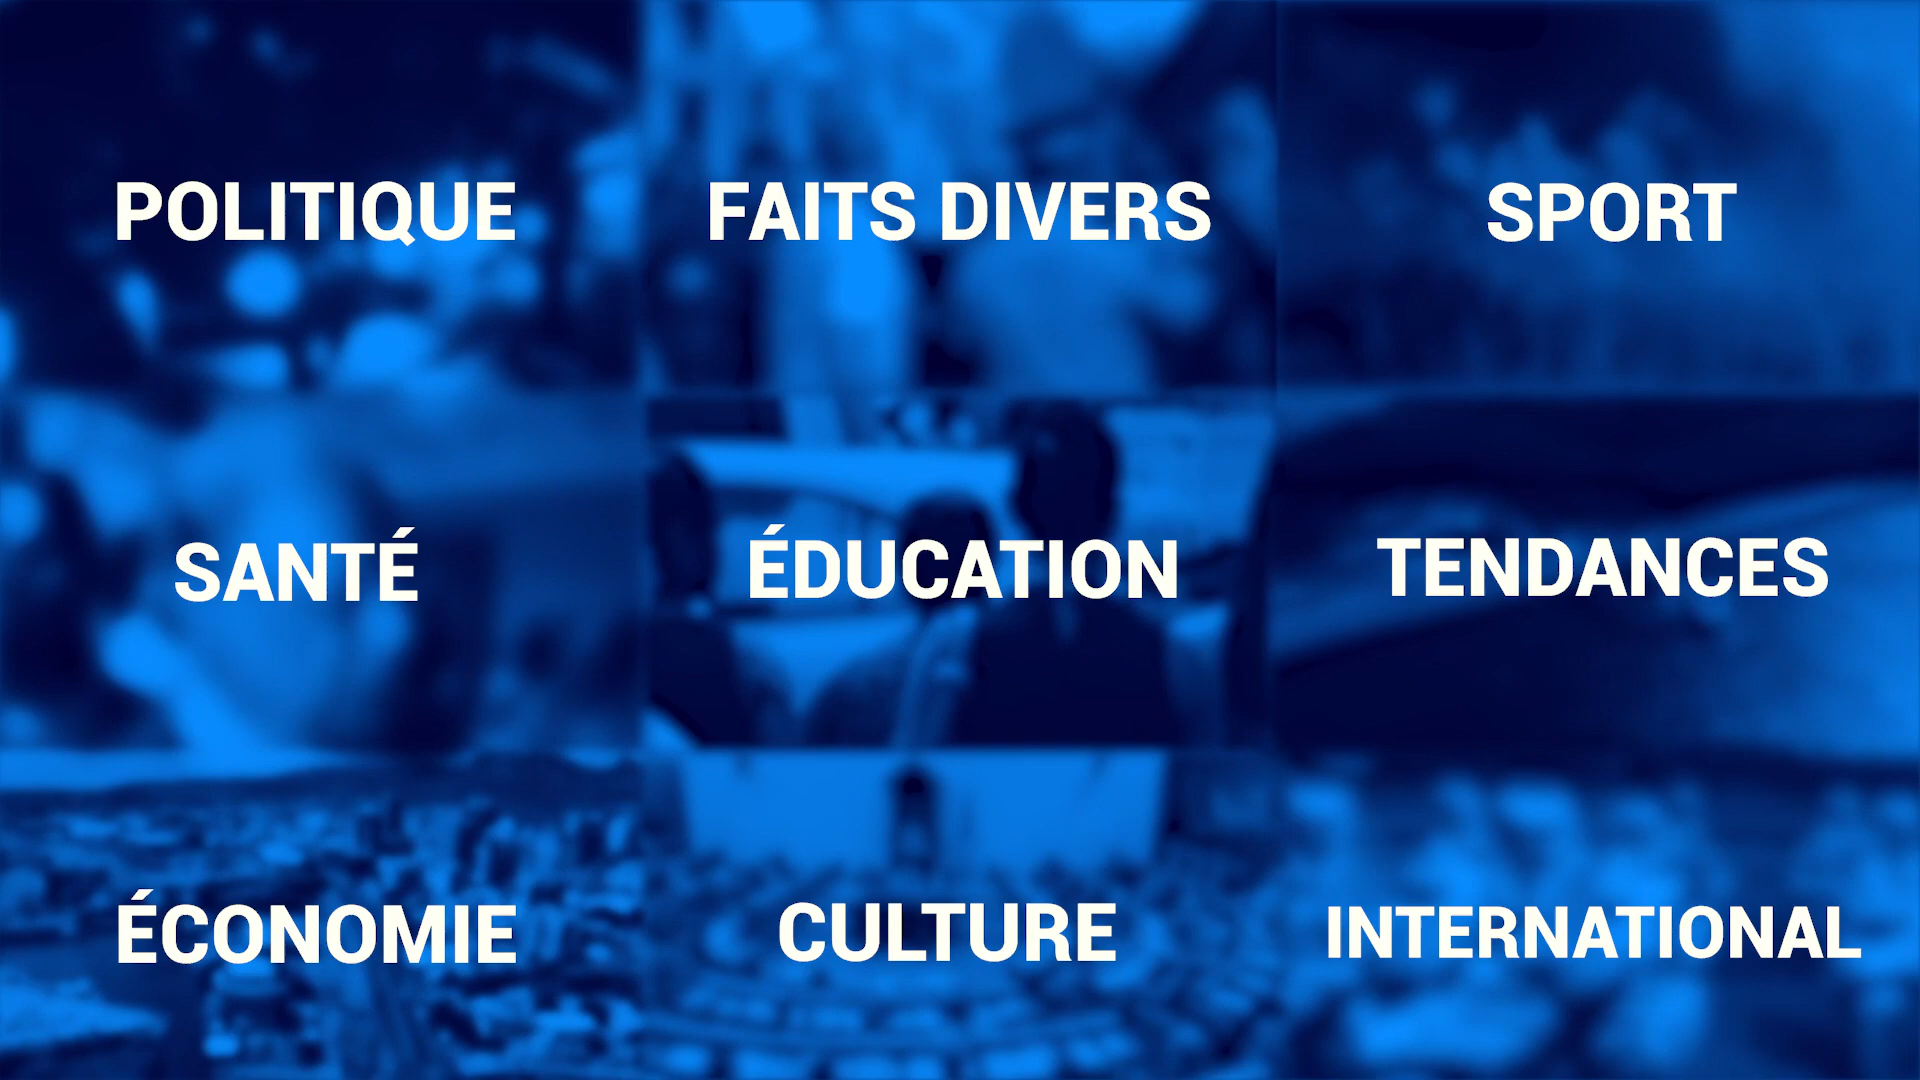 POLITIQUE
FAITS DIVERS
SPORT
SANTÉ
ÉDUCATION
TENDANCES
ÉCONOMIE
CULTURE
INTERNATIONAL